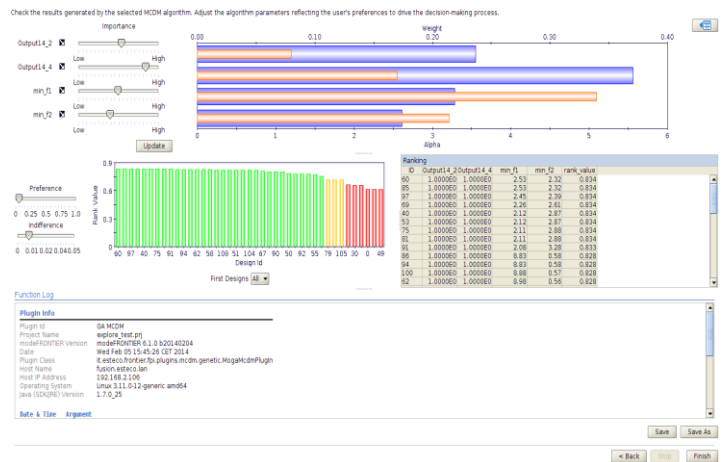 Check the results generated by the selected MCDM algorithm. Adjust the algorithm parameters reflecting the user's preferences to drive the decision-making process.
Importance
Output14_2
Low High
Output14_4
Low High
min_f1
Low High
min_f2
Low High
Update
Weight
0.00 0.10 0.20 0.30 0.40
0 1 2 3 4 5 6
Alpha
Preference
0 0.25 0.5 0.75 1.0
Indifference
0 0.01 0.02 0.04 0.05
Rank Value
0.9
0.6
0.3
0
60 97 40 75 91 94 62 58 108 51 104 67 90 50 92 55 79 105 30 0 49
Design Id
First Designs All
Ranking
ID Output14_2 Output14_4 min_f1 min_f2 rank_value
60 1.0000E0 1.0000E0 2.53 2.32 0.834
85 1.0000E0 1.0000E0 2.53 2.32 0.834
97 1.0000E0 1.0000E0 2.45 2.39 0.834
69 1.0000E0 1.0000E0 2.26 2.61 0.834
40 1.0000E0 1.0000E0 2.12 2.87 0.834
53 1.0000E0 1.0000E0 2.12 2.87 0.834
75 1.0000E0 1.0000E0 2.11 2.88 0.834
81 1.0000E0 1.0000E0 2.11 2.88 0.834
91 1.0000E0 1.0000E0 2.08 3.28 0.833
86 1.0000E0 1.0000E0 8.83 0.58 0.828
94 1.0000E0 1.0000E0 8.83 0.58 0.828
100 1.0000E0 1.0000E0 8.88 0.57 0.828
62 1.0000E0 1.0000E0 8.98 0.56 0.828
Function Log
Plugin Info
Plugin Id GA MCDM
Project Name explore_test.prj
modeFRONTIER Version modeFRONTIER 6.1.0 b20140204
Date Wed Feb 05 15:45:26 CET 2014
Plugin Class it.esteco.frontier.fpi.plugins.mcdm.genetic.MogaMcdmPlugin
Host Name fusion.esteco.lan
Host IP Address 192.168.2.106
Operating System Linux 3.11.0-12-generic amd64
Java (SDK/JRE) Version 1.7.0_25
Date & Time Argument
Save Save As
< Back Stop Finish